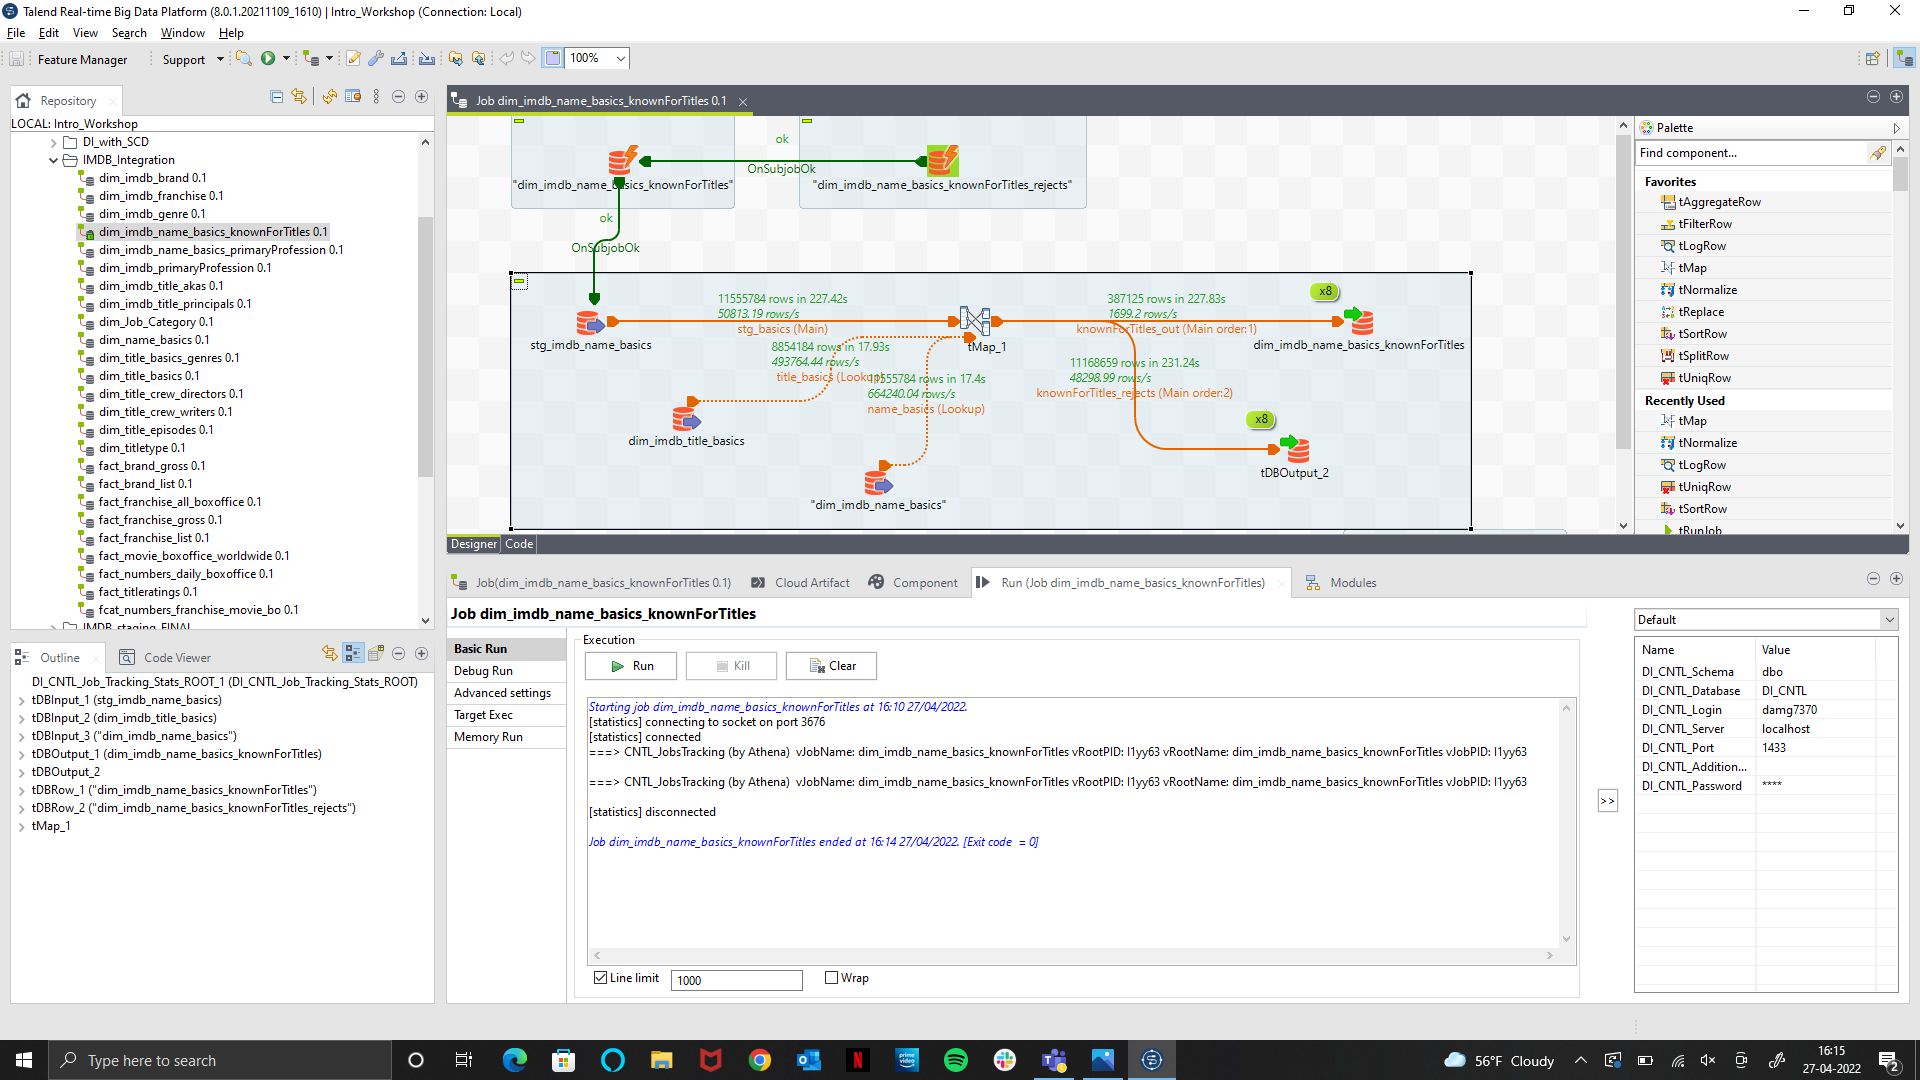 Talend Real-time Big Data Platform (8.0.1.20211109_1610) | Intro_Workshop (Connection: Local)
File Edit View Search Window Help
Feature Manager Support 100%
Repository
LOCAL: Intro_Workshop
DI_with_SCD
IMDB_Integration
dim_imdb_brand 0.1
dim_imdb_franchise 0.1
dim_imdb_genre 0.1
dim_imdb_name_basics_knownForTitles 0.1
dim_imdb_name_basics_primaryProfession 0.1
dim_imdb_primaryProfession 0.1
dim_imdb_title_akas 0.1
dim_imdb_title_principals 0.1
dim_Job_Category 0.1
dim_name_basics 0.1
dim_title_basics_genres 0.1
dim_title_basics 0.1
dim_title_crew_directors 0.1
dim_title_crew_writers 0.1
dim_title_episodes 0.1
dim_titletype 0.1
fact_brand_gross 0.1
fact_brand_list 0.1
fact_franchise_all_boxoffice 0.1
fact_franchise_gross 0.1
fact_franchise_list 0.1
fact_movie_boxoffice_worldwide 0.1
fact_numbers_daily_boxoffice 0.1
fact_titleratings 0.1
fcat_numbers_franchise_movie_bo 0.1
IMDB_staging_FINAL
Outline Code Viewer
DI_CNTL_Job_Tracking_Stats_ROOT_1 (DI_CNTL_Job_Tracking_Stats_ROOT)
tDBInput_1 (stg_imdb_name_basics)
tDBInput_2 (dim_imdb_title_basics)
tDBInput_3 ("dim_imdb_name_basics")
tDBOutput_1 (dim_imdb_name_basics_knownForTitles)
tDBOutput_2
tDBRow_1 ("dim_imdb_name_basics_knownForTitles")
tDBRow_2 ("dim_imdb_name_basics_knownForTitles_rejects")
tMap_1
Job dim_imdb_name_basics_knownForTitles 0.1
ok
OnSubjobOk
"dim_imdb_name_basics_knownForTitles" "dim_imdb_name_basics_knownForTitles_rejects"
ok
OnSubjobOk
x8
11555784 rows in 227.42s
50813.19 rows/s
stg_basics (Main)
387125 rows in 227.83s
1699.2 rows/s
knownForTitles_out (Main order:1)
stg_imdb_name_basics
tMap_1
dim_imdb_name_basics_knownForTitles
8854184 rows in 17.93s
493764.44 rows/s
title_basics (Lookup)
11555784 rows in 17.4s
664240.04 rows/s
name_basics (Lookup)
11168659 rows in 231.24s
48298.99 rows/s
knownForTitles_rejects (Main order:2)
x8
dim_imdb_title_basics
tDBOutput_2
"dim_imdb_name_basics"
Designer Code
Palette
Find component...
Favorites
tAggregateRow
tFilterRow
tLogRow
tMap
tNormalize
tReplace
tSortRow
tSplitRow
tUniqRow
Recently Used
tMap
tNormalize
tLogRow
tUniqRow
tSortRow
tRunJob
Job(dim_imdb_name_basics_knownForTitles 0.1) Cloud Artifact Component Run (Job dim_imdb_name_basics_knownForTitles) Modules
Job dim_imdb_name_basics_knownForTitles
Basic Run
Debug Run
Advanced settings
Target Exec
Memory Run
Execution
Run Kill Clear
Starting job dim_imdb_name_basics_knownForTitles at 16:10 27/04/2022.
[statistics] connecting to socket on port 3676
[statistics] connected
===> CNTL_JobsTracking (by Athena) vJobName: dim_imdb_name_basics_knownForTitles vRootPID: l1yy63 vRootName: dim_imdb_name_basics_knownForTitles vJobPID: l1yy63
===> CNTL_JobsTracking (by Athena) vJobName: dim_imdb_name_basics_knownForTitles vRootPID: l1yy63 vRootName: dim_imdb_name_basics_knownForTitles vJobPID: l1yy63
[statistics] disconnected
Job dim_imdb_name_basics_knownForTitles ended at 16:14 27/04/2022. [Exit code = 0]
Line limit 1000 Wrap
>>
Default
Name Value
DI_CNTL_Schema dbo
DI_CNTL_Database DI_CNTL
DI_CNTL_Login damg7370
DI_CNTL_Server localhost
DI_CNTL_Port 1433
DI_CNTL_Addition...
DI_CNTL_Password ****
Type here to search
prime video
56°F Cloudy
16:15
27-04-2022
2